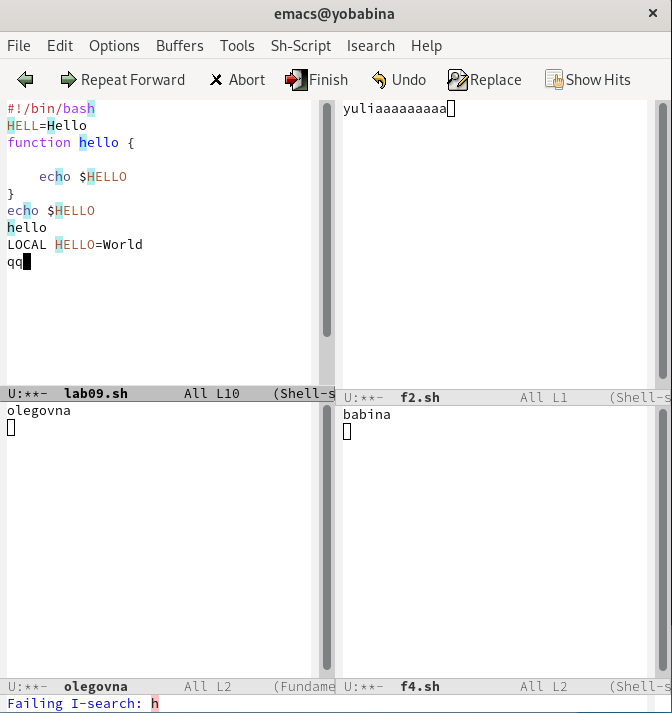 emacs@yobabina ×
File Edit Options Buffers Tools Sh-Script Isearch Help
Repeat Forward Abort Finish Undo Replace Show Hits
#!/bin/bash
HELL=Hello
function hello {
echo $HELLO
}
echo $HELLO
hello
LOCAL HELLO=World
qq
U:**- lab09.sh All L10 (Shell-s
yuliaaaaaaaaa
U:**- f2.sh All L1 (Shell-s
olegovna
U:**- olegovna All L2 (Fundame
babina
U:**- f4.sh All L2 (Shell-s
Failing I-search: h